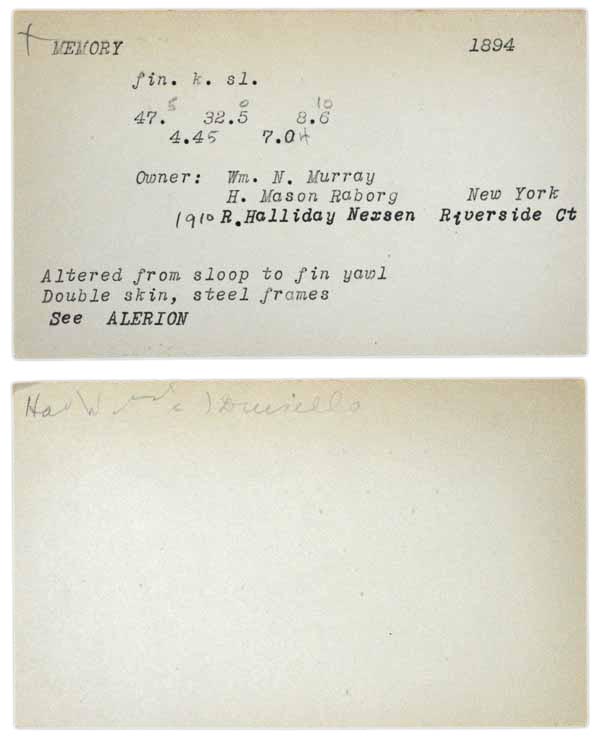 MEMORY 1894
fin. k. sl.
5 0 10
47. 32.5 8.6
4.45 7.04
Owner: Wm. N. Murray
H. Mason Raborg New York
1910 R.Halliday Nexsen Riverside Ct
Altered from sloop to fin yawl
Double skin, steel frames
See ALERION